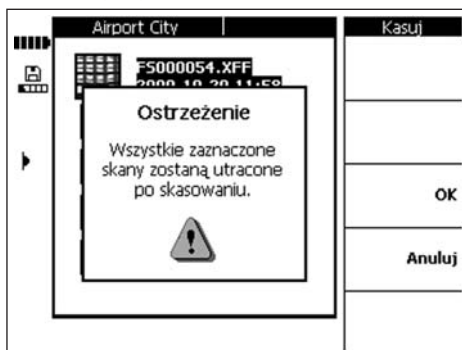 Airport City
Kasuj
FS000054.XFF
Ostrzeżenie
Wszystkie zaznaczone
skany zostaną utracone
po skasowaniu.
OK
Anuluj